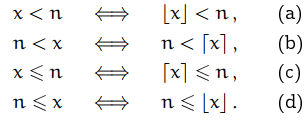 x < n ⟺ ⌊x⌋ < n , (a)
n < x ⟺ n < ⌈x⌉ , (b)
x ⩽ n ⟺ ⌈x⌉ ⩽ n , (c)
n ⩽ x ⟺ n ⩽ ⌊x⌋ . (d)